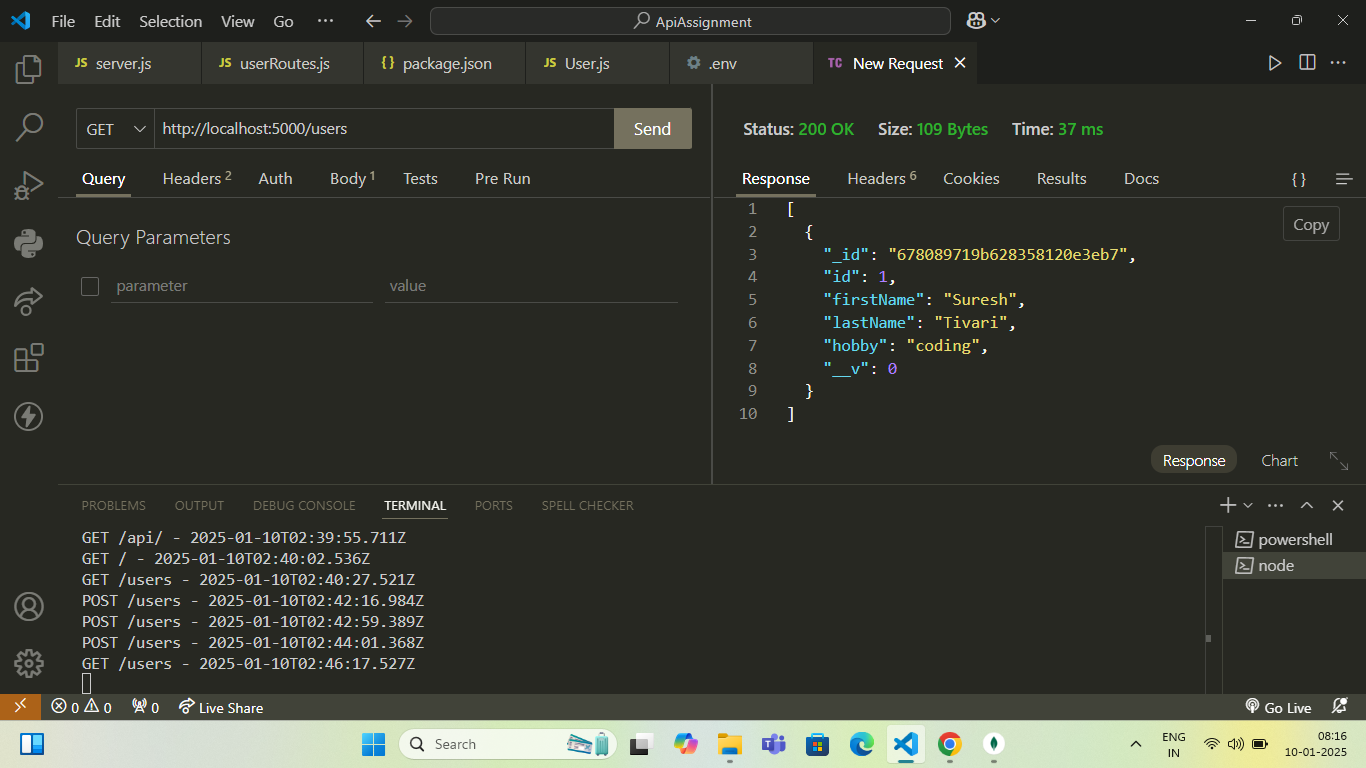 File Edit Selection View Go ··· ApiAssignment
JS server.js JS userRoutes.js {} package.json JS User.js .env TC New Request
GET http://localhost:5000/users Send
Status: 200 OK Size: 109 Bytes Time: 37 ms
Query Headers 2 Auth Body 1 Tests Pre Run
Response Headers 6 Cookies Results Docs {}
Query Parameters
parameter value
Copy
1 [
2 {
3 "_id": "678089719b628358120e3eb7",
4 "id": 1,
5 "firstName": "Suresh",
6 "lastName": "Tivari",
7 "hobby": "coding",
8 "__v": 0
9 }
10 ]
Response Chart
PROBLEMS OUTPUT DEBUG CONSOLE TERMINAL PORTS SPELL CHECKER
GET /api/ - 2025-01-10T02:39:55.711Z
GET / - 2025-01-10T02:40:02.536Z
GET /users - 2025-01-10T02:40:27.521Z
POST /users - 2025-01-10T02:42:16.984Z
POST /users - 2025-01-10T02:42:59.389Z
POST /users - 2025-01-10T02:44:01.368Z
GET /users - 2025-01-10T02:46:17.527Z
powershell
node
0 0 0 Live Share Go Live
Search
ENG
IN
08:16
10-01-2025